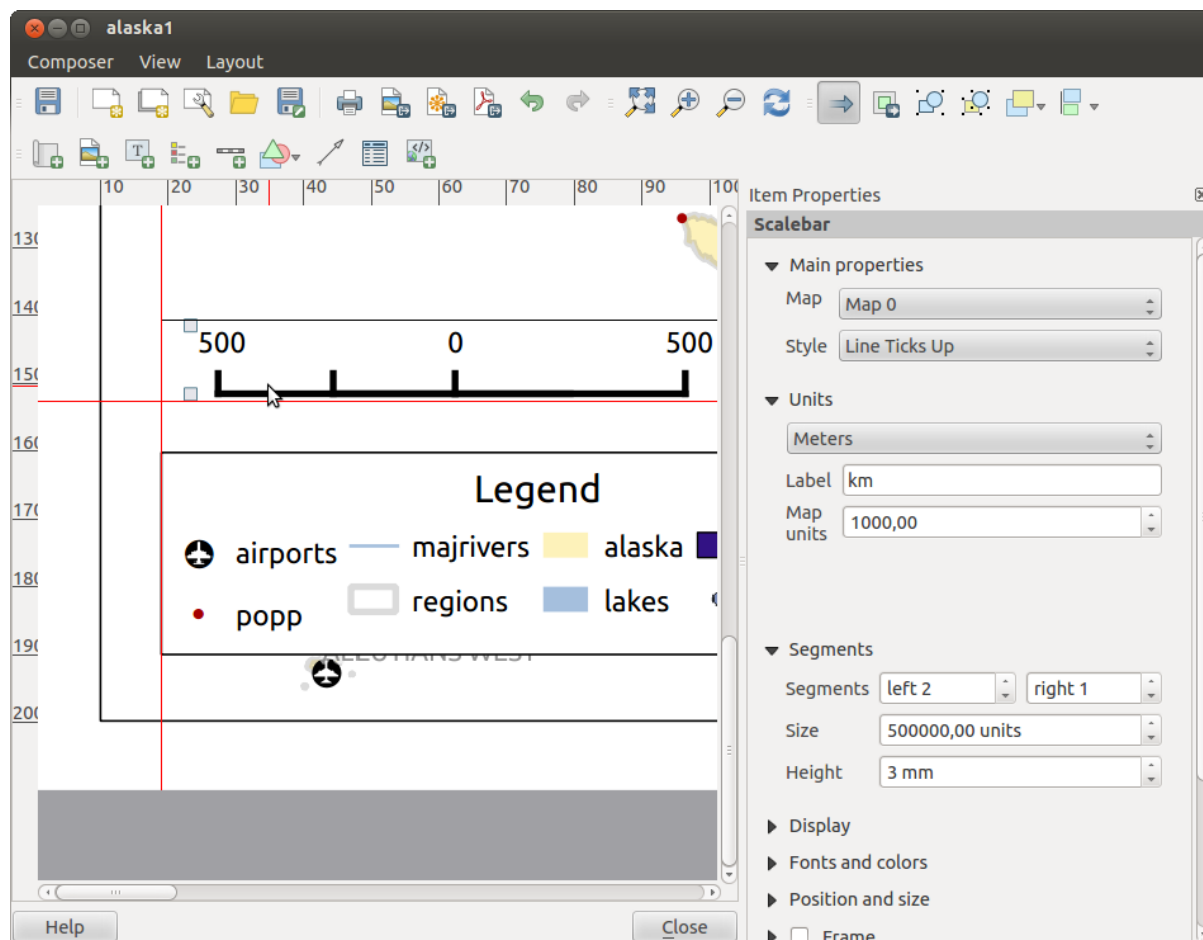 alaska1
Composer View Layout
T
10 20 30 40 50 60 70 80 90 100
Item Properties
Scalebar
Main properties
Map Map 0
Style Line Ticks Up
Units
Meters
Label km
Map units 1000,00
Segments
Segments left 2 right 1
Size 500000,00 units
Height 3 mm
Display
Fonts and colors
Position and size
Frame
130
140
150
160
170
180
190
200
500 0 500
Legend
airports majrivers alaska
popp regions lakes
ALEUTIANS WEST
Help Close